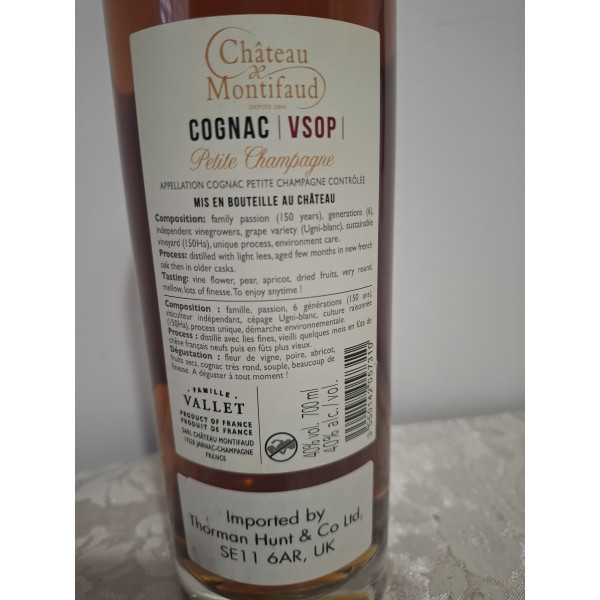 Château
de
Montifaud
DEPUIS 1866
COGNAC | VSOP |
Petite Champagne
APPELLATION COGNAC PETITE CHAMPAGNE CONTRÔLÉE
MIS EN BOUTEILLE AU CHÂTEAU
Composition: family passion (150 years), generations (6),
independent vinegrowers, grape variety (Ugni-blanc), sustainable
vineyard (150Ha), unique process, environment care.
Process: distilled with light lees, aged few months in new french
oak then in older casks.
Tasting: vine flower, pear, apricot, dried fruits, very round,
mellow, lots of finesse. To enjoy anytime !
Composition : famille, passion, 6 générations (150 ans),
viticulteur indépendant, cépage Ugni-blanc, culture raisonnée
(150Ha), process unique, démarche environnementale.
Process : distillé avec lies fines, vieilli quelques mois en fûts de
chêne français neufs puis en fûts plus vieux.
Dégustation : fleur de vigne, poire, abricot,
fruits secs, cognac très rond, souple, beaucoup de
finesse. A déguster à tout moment !
FAMILLE
VALLET
PRODUCT OF FRANCE
PRODUIT DE FRANCE
SARL CHÂTEAU MONTIFAUD
17520 JARNAC-CHAMPAGNE
FRANCE
40% vol. 700 ml
40% alc./vol.
3 550142 057310
Imported by
Thorman Hunt & Co Ltd,
SE11 6AR, UK